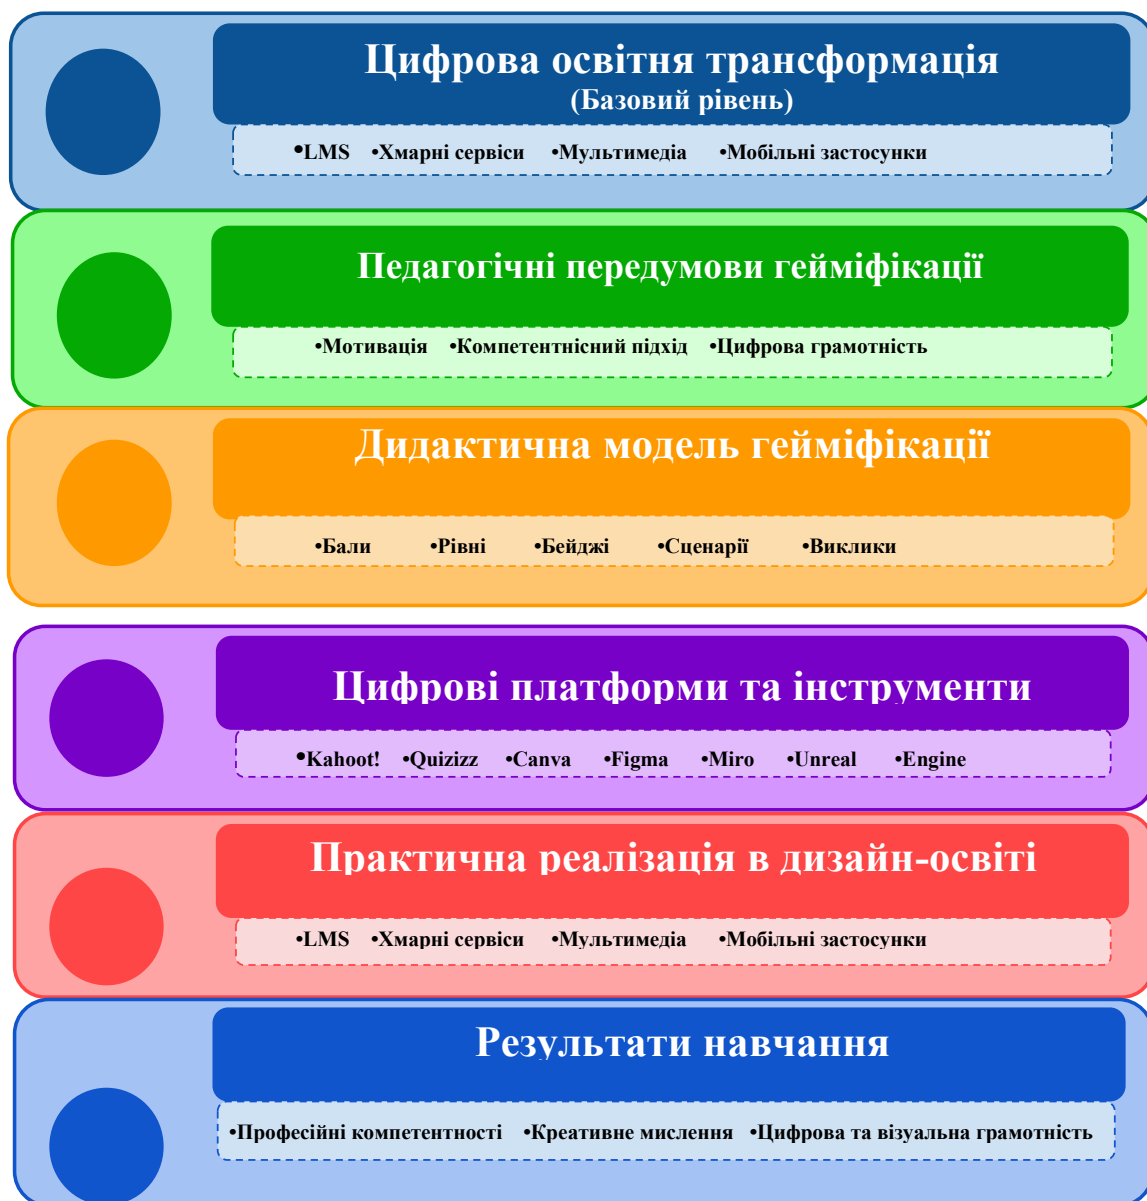 Цифрова освітня трансформація
(Базовий рівень)
•LMS •Хмарні сервіси •Мультимедіа •Мобільні застосунки
Педагогічні передумови гейміфікації
•Мотивація •Компетентнісний підхід •Цифрова грамотність
Дидактична модель гейміфікації
•Бали •Рівні •Бейджі •Сценарії •Виклики
Цифрові платформи та інструменти
•Kahoot! •Quizizz •Canva •Figma •Miro •Unreal •Engine
Практична реалізація в дизайн-освіті
•LMS •Хмарні сервіси •Мультимедіа •Мобільні застосунки
Результати навчання
•Професійні компетентності •Креативне мислення •Цифрова та візуальна грамотність